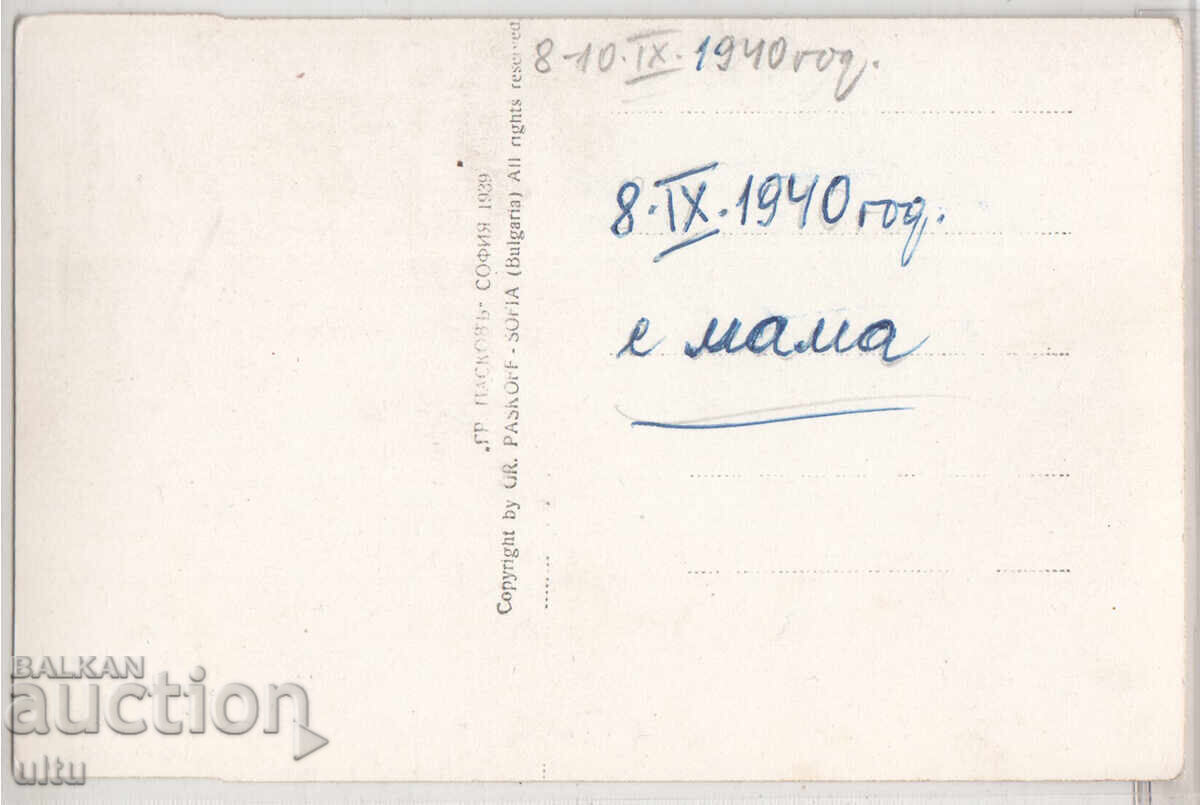 8-10.IX.1940 год.
8.IX.1940 год.
с мама
„ГР. ПАСКОВЪ" СОФИЯ 1939
Copyright by GR. PASKOFF - SOFIA (Bulgaria) All rights reserved
BALKAN
auction
ultu